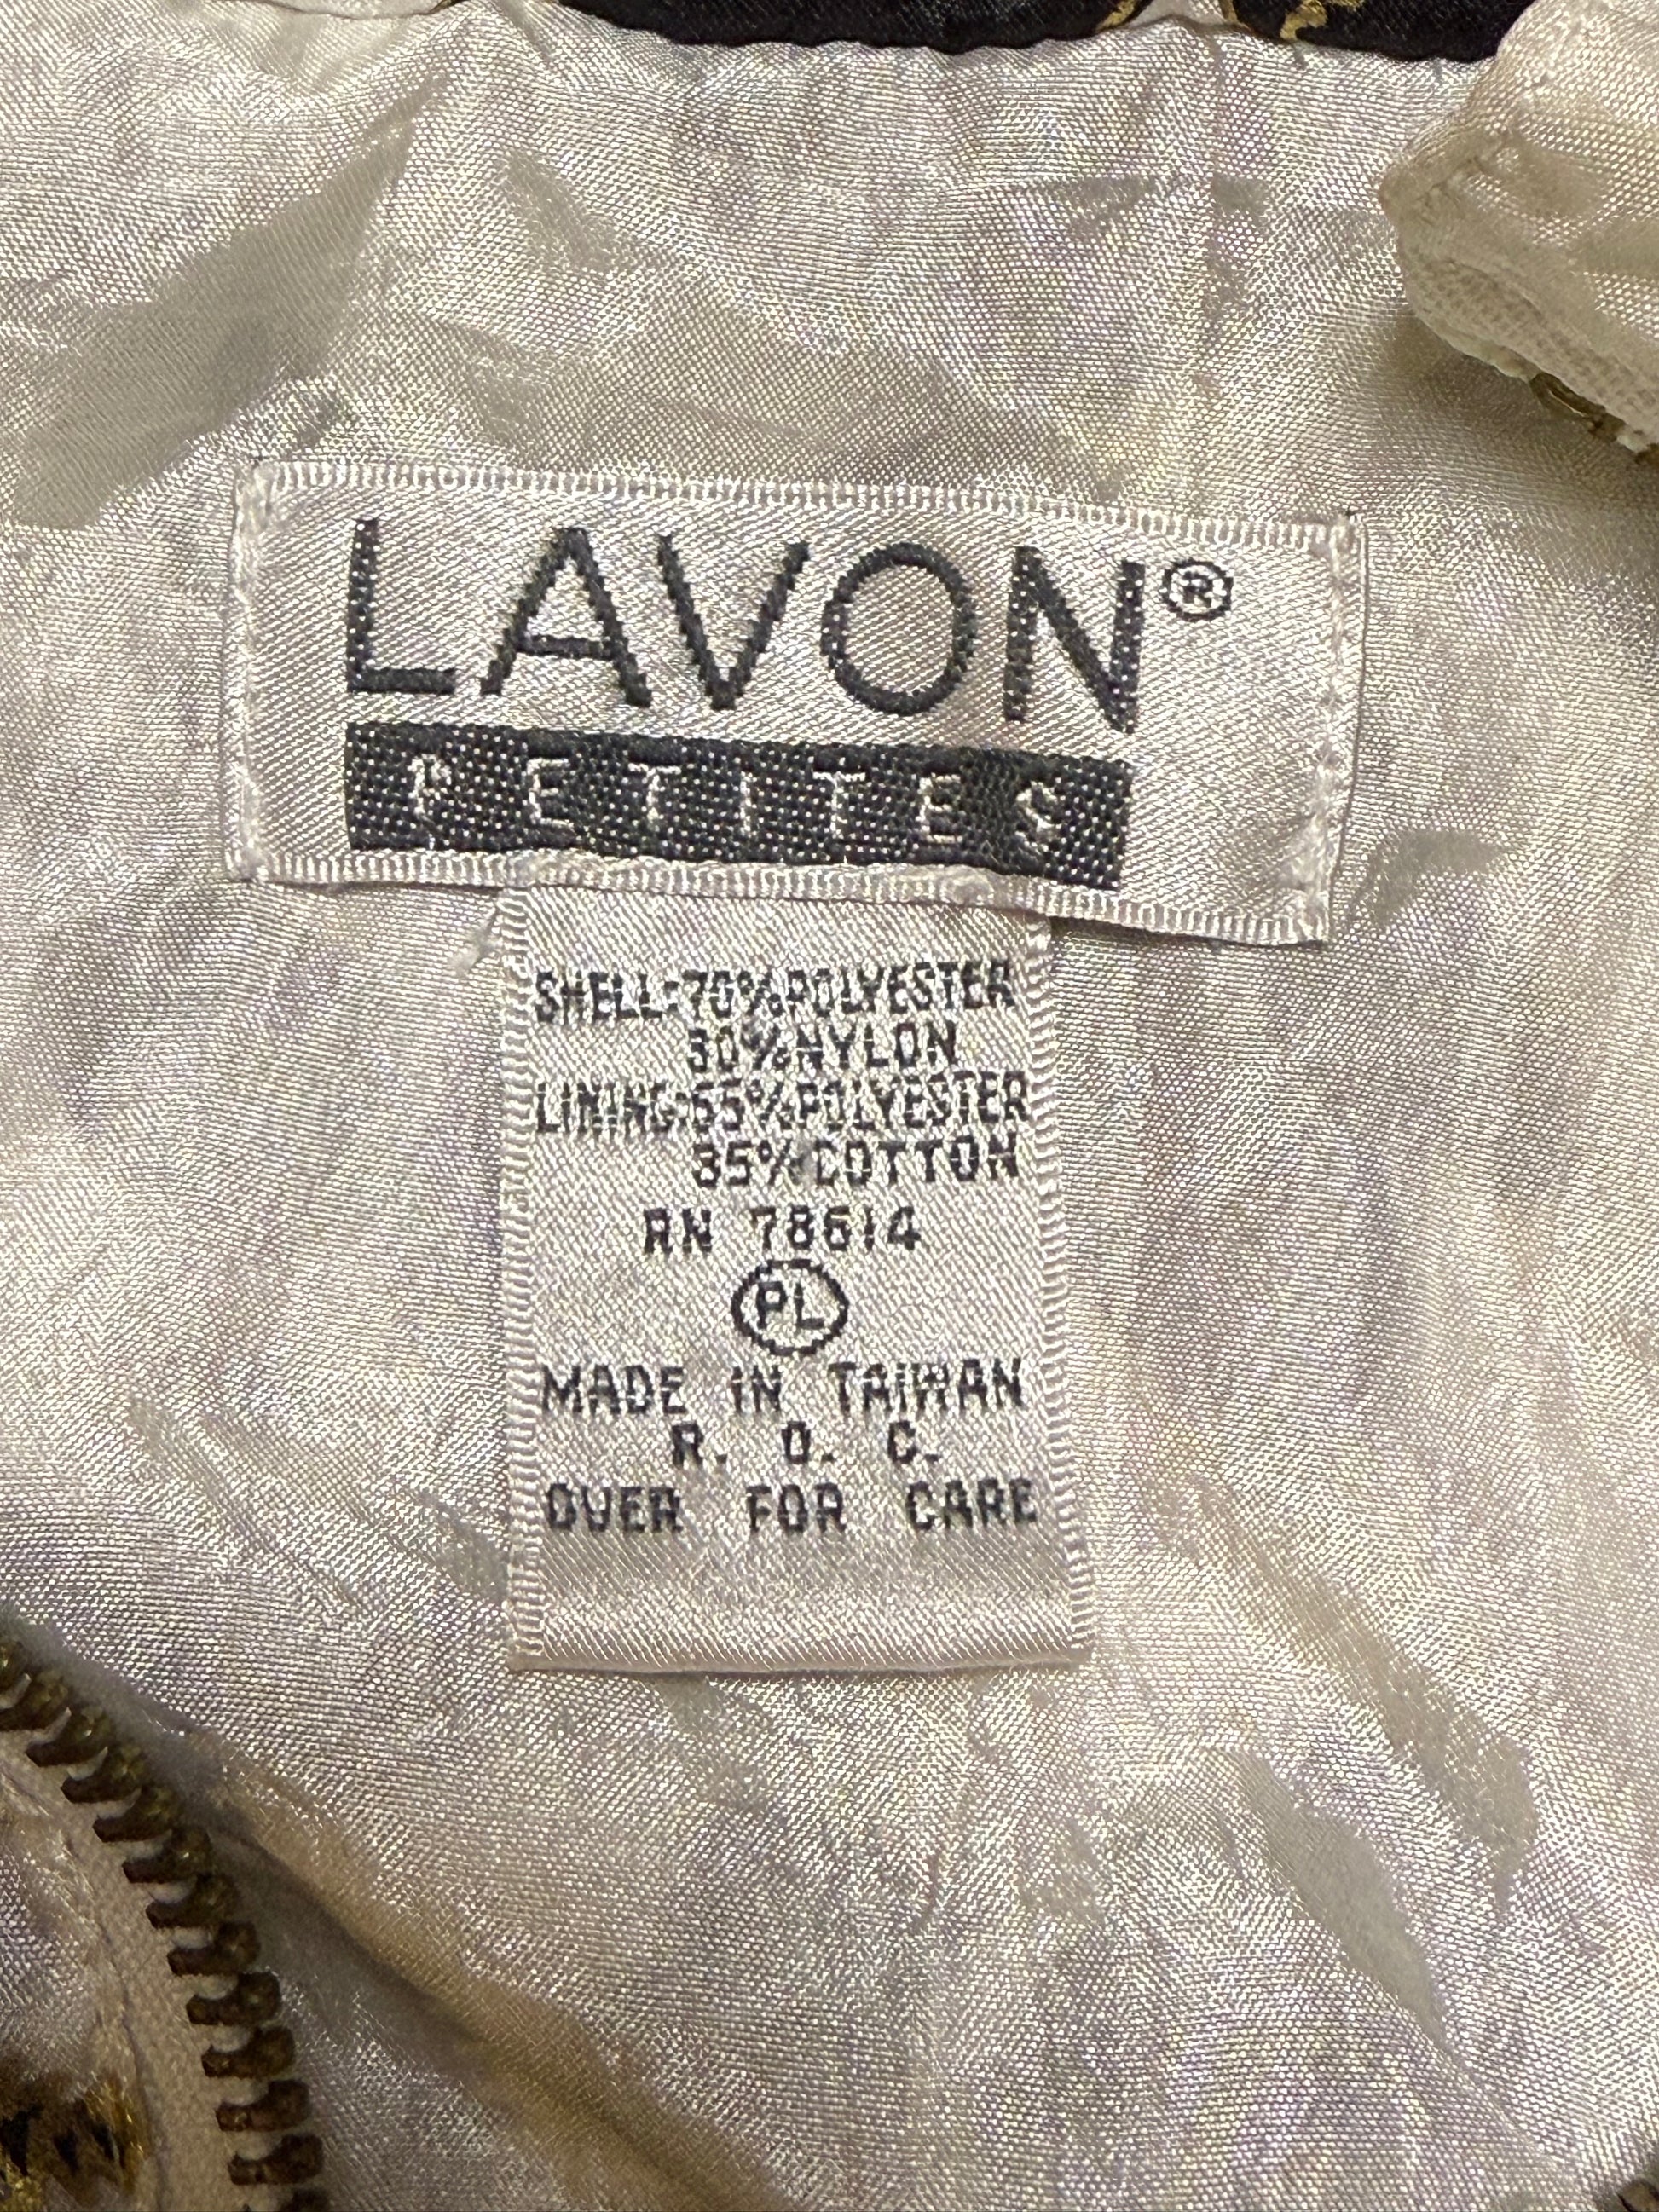 LAVON®
PETITES
SHELL:70%POLYESTER
30%NYLON
LINING:65%POLYESTER
35%COTTON
RN 78614
PL
MADE IN TAIWAN
R. O. C.
OVER FOR CARE